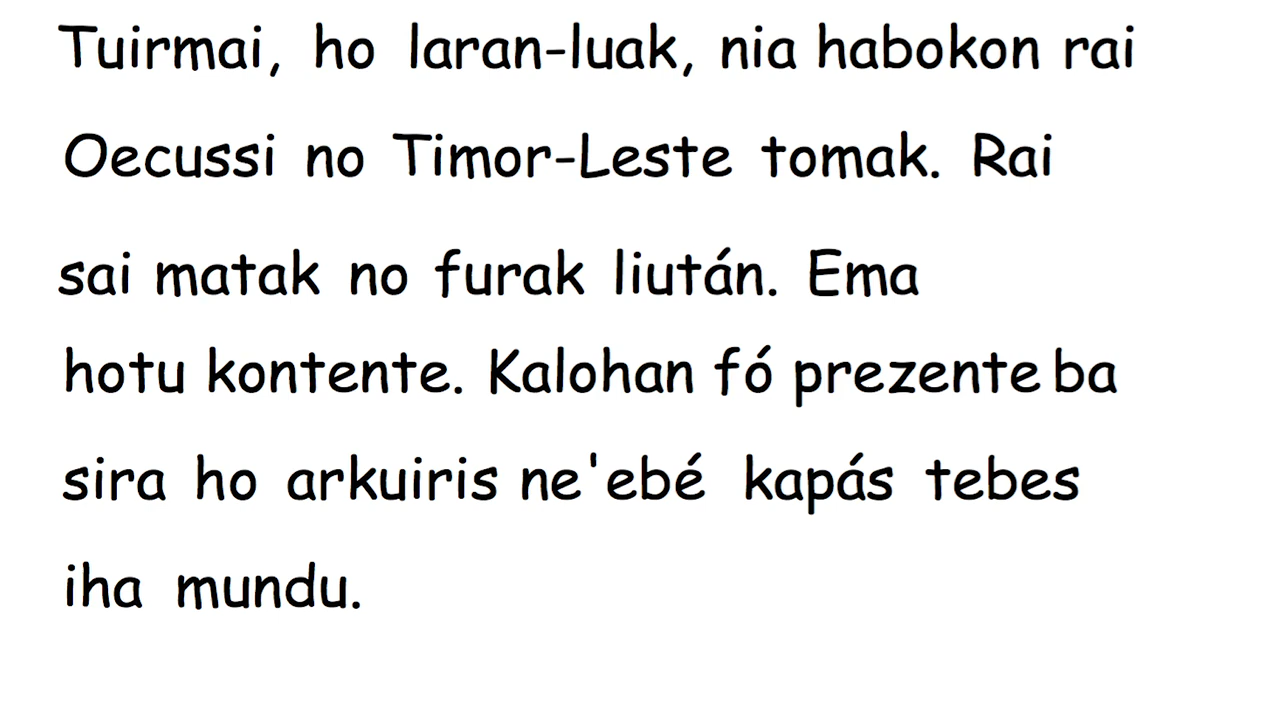 Tuirmai, ho laran-luak, nia habokon rai
Oecussi no Timor-Leste tomak. Rai
sai matak no furak liután. Ema
hotu kontente. Kalohan fó prezente ba
sira ho arkuiris ne'ebé kapás tebes
iha mundu.